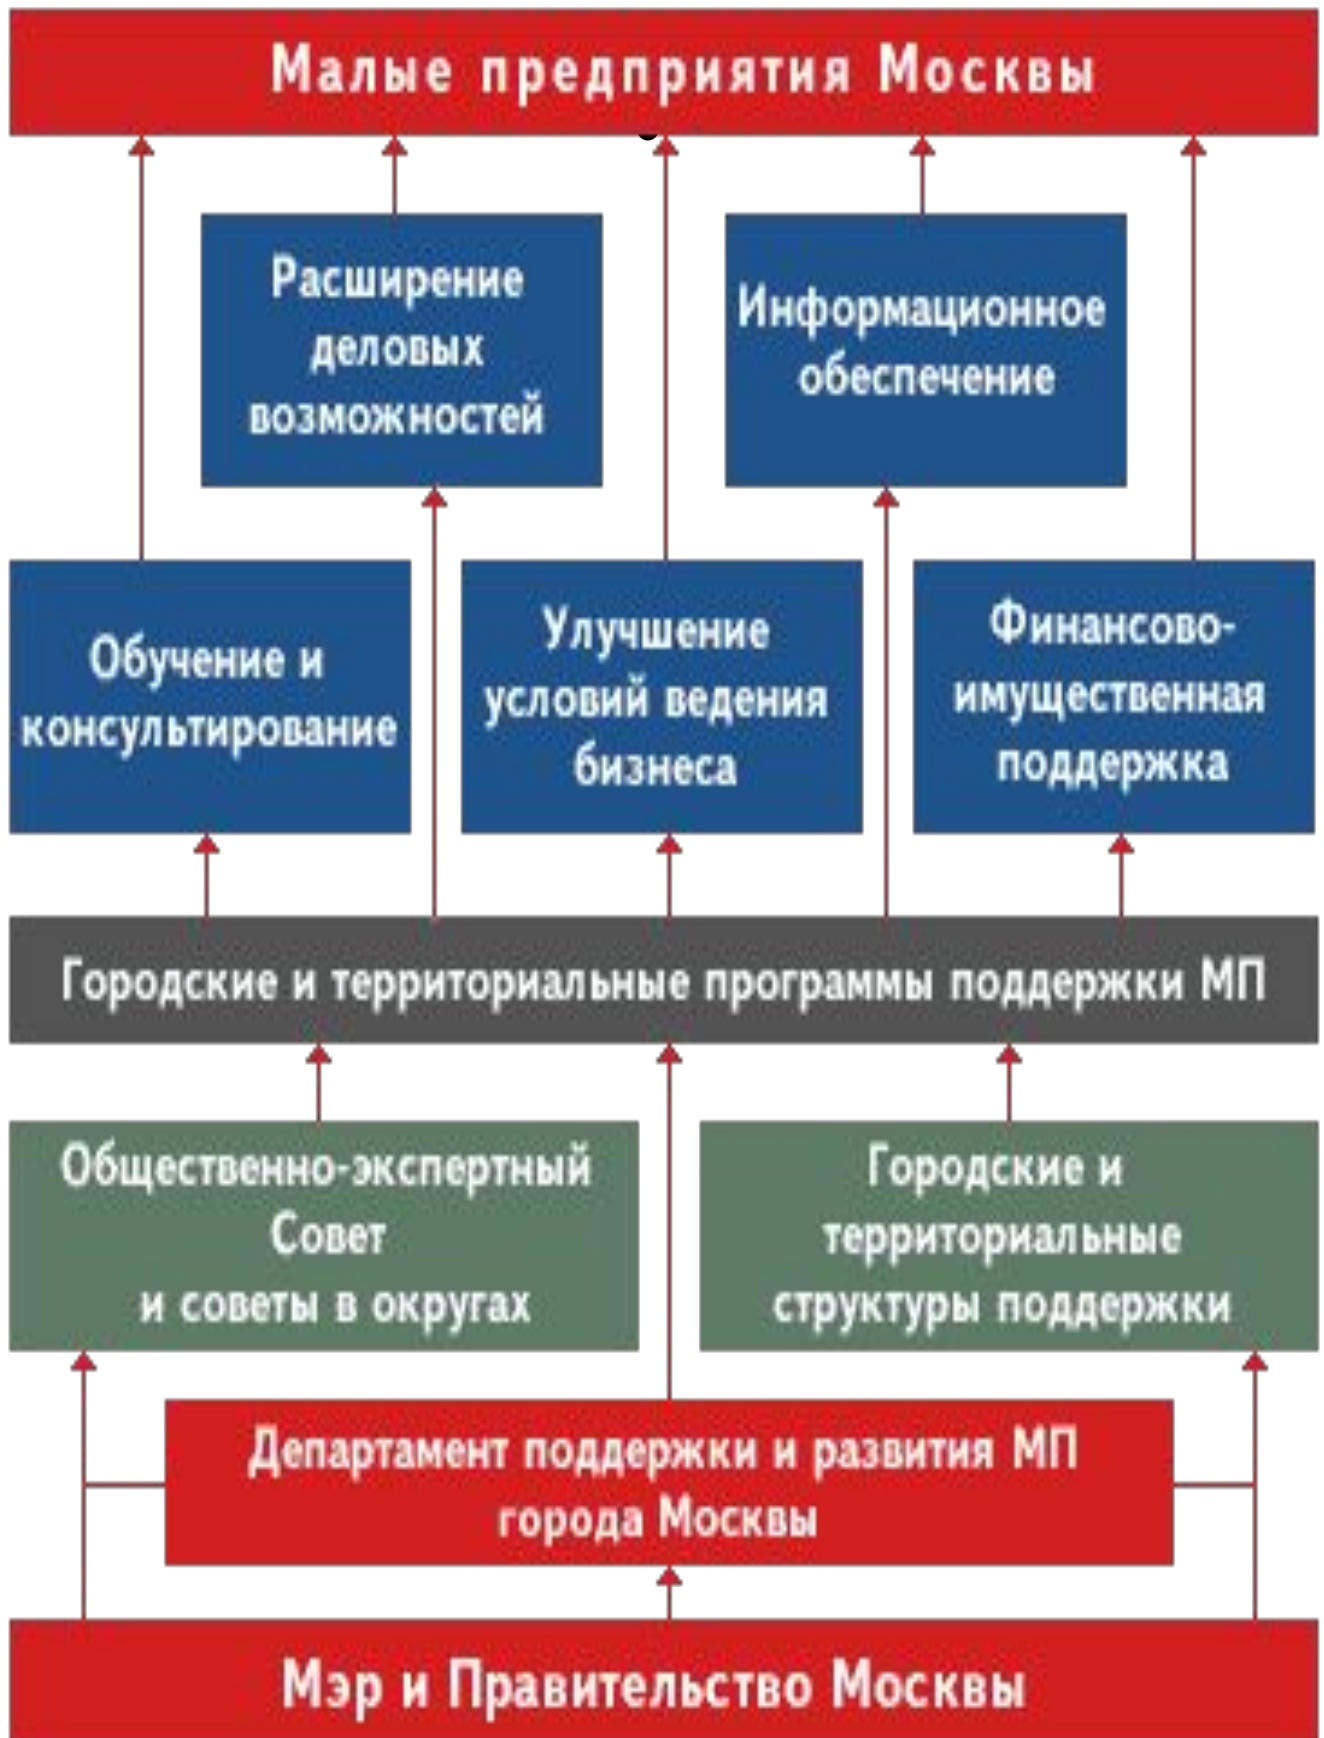 Малые предприятия Москвы
Расширение
деловых
возможностей
Информационное
обеспечение
Обучение и
консультирование
Улучшение
условий ведения
бизнеса
Финансово-
имущественная
поддержка
Городские и территориальные программы поддержки МП
Общественно-экспертный
Совет
и советы в округах
Городские и
территориальные
структуры поддержки
Департамент поддержки и развития МП
города Москвы
Мэр и Правительство Москвы